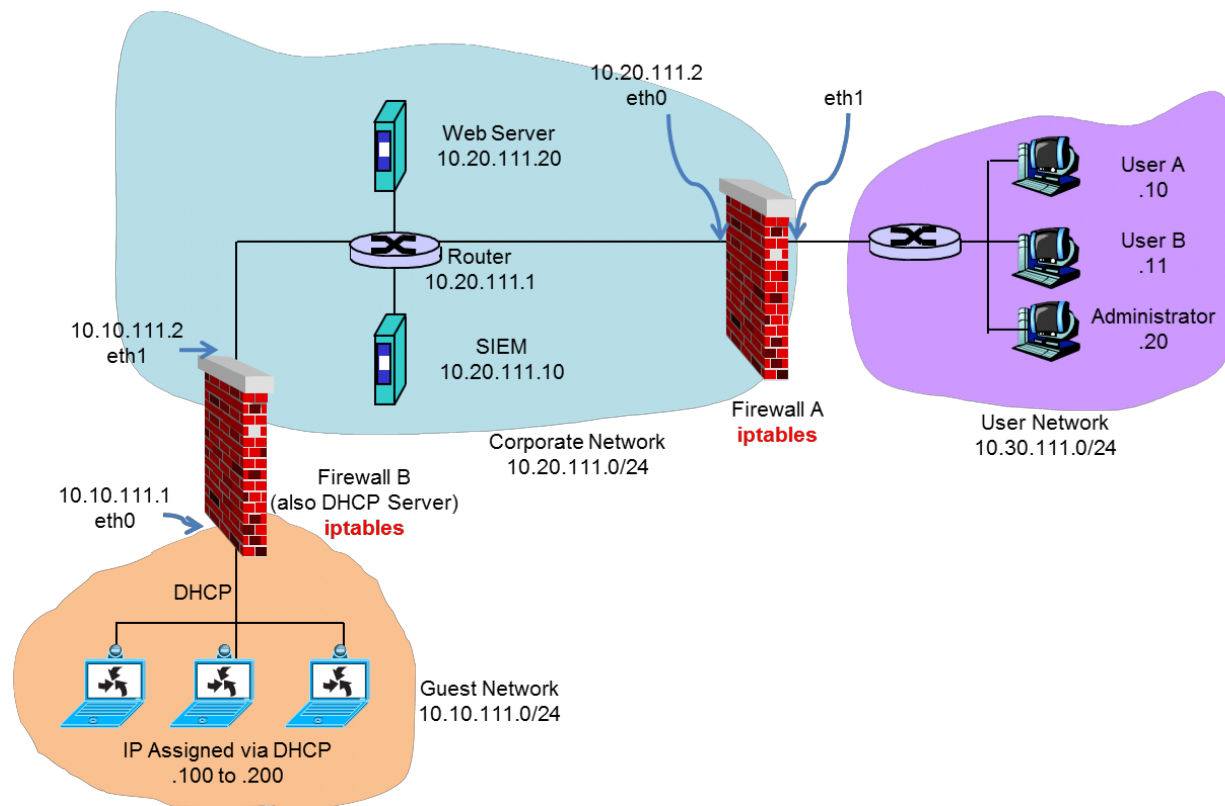 10.20.111.2
eth0
eth1
Web Server
10.20.111.20
User A
.10
User B
.11
Router
10.20.111.1
Administrator
.20
10.10.111.2
eth1
SIEM
10.20.111.10
Firewall A
iptables
User Network
10.30.111.0/24
Corporate Network
10.20.111.0/24
10.10.111.1
eth0
Firewall B
(also DHCP Server)
iptables
DHCP
Guest Network
10.10.111.0/24
IP Assigned via DHCP
.100 to .200